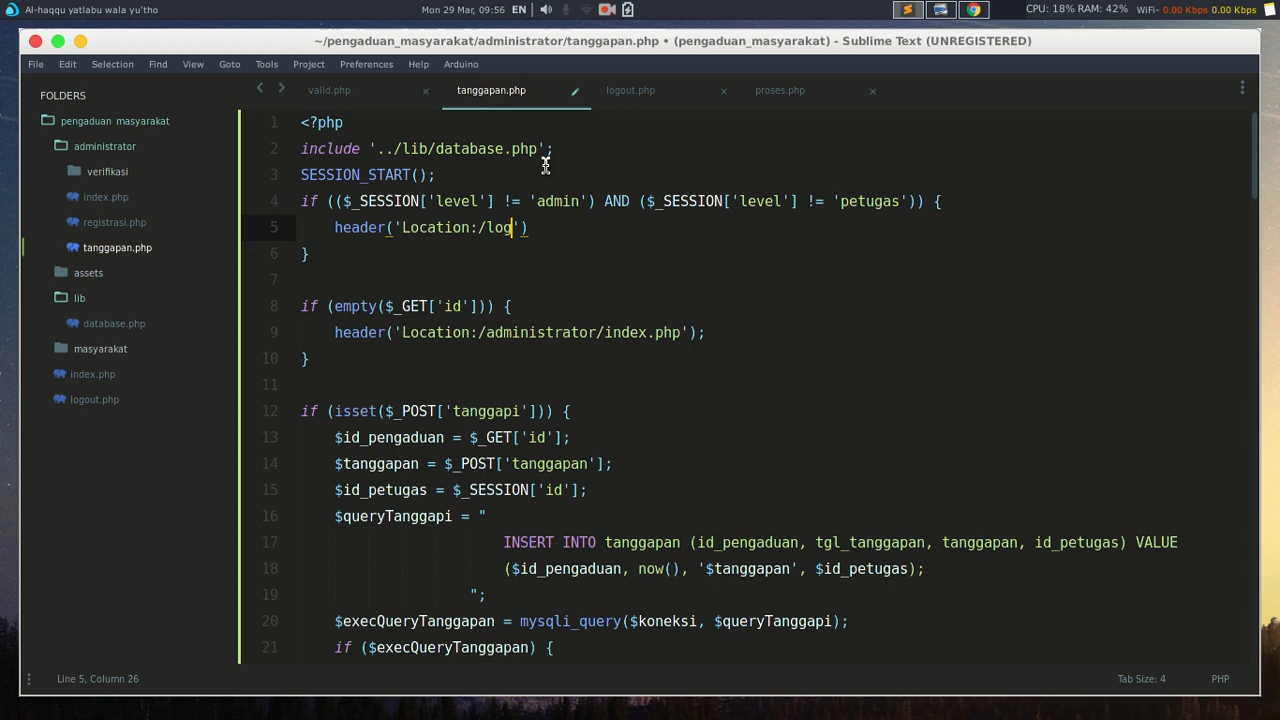 Al-haqqu yatlabu wala yu'tho
Mon 29 Mar, 09:56 EN
CPU: 18% RAM: 42% WiFi- 0.00 Kbps 0.00 Kbps
~/pengaduan_masyarakat/administrator/tanggapan.php • (pengaduan_masyarakat) - Sublime Text (UNREGISTERED)
File Edit Selection Find View Goto Tools Project Preferences Help Arduino
FOLDERS
pengaduan masyarakat
administrator
verifikasi
index.php
registrasi.php
tanggapan.php
assets
lib
database.php
masyarakat
index.php
logout.php
valid.php × tanggapan.php logout.php × proses.php ×
1 <?php
2 include '../lib/database.php';
3 SESSION_START();
4 if (($_SESSION['level'] != 'admin') AND ($_SESSION['level'] != 'petugas')) {
5 header('Location:/log')
6 }
7
8 if (empty($_GET['id'])) {
9 header('Location:/administrator/index.php');
10 }
11
12 if (isset($_POST['tanggapi'])) {
13 $id_pengaduan = $_GET['id'];
14 $tanggapan = $_POST['tanggapan'];
15 $id_petugas = $_SESSION['id'];
16 $queryTanggapi = "
17 INSERT INTO tanggapan (id_pengaduan, tgl_tanggapan, tanggapan, id_petugas) VALUE
18 ($id_pengaduan, now(), '$tanggapan', $id_petugas);
19 ";
20 $execQueryTanggapan = mysqli_query($koneksi, $queryTanggapi);
21 if ($execQueryTanggapan) {
Line 5, Column 26
Tab Size: 4 PHP